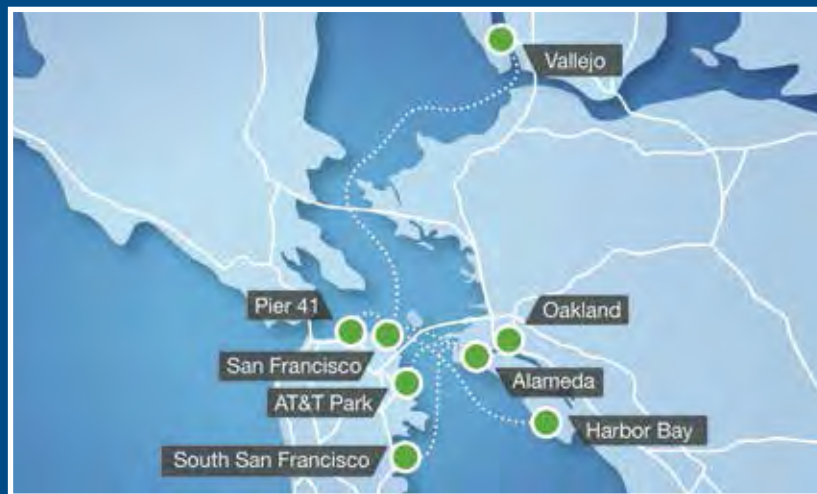 Vallejo
Pier 41
Oakland
San Francisco
Alameda
AT&T Park
Harbor Bay
South San Francisco